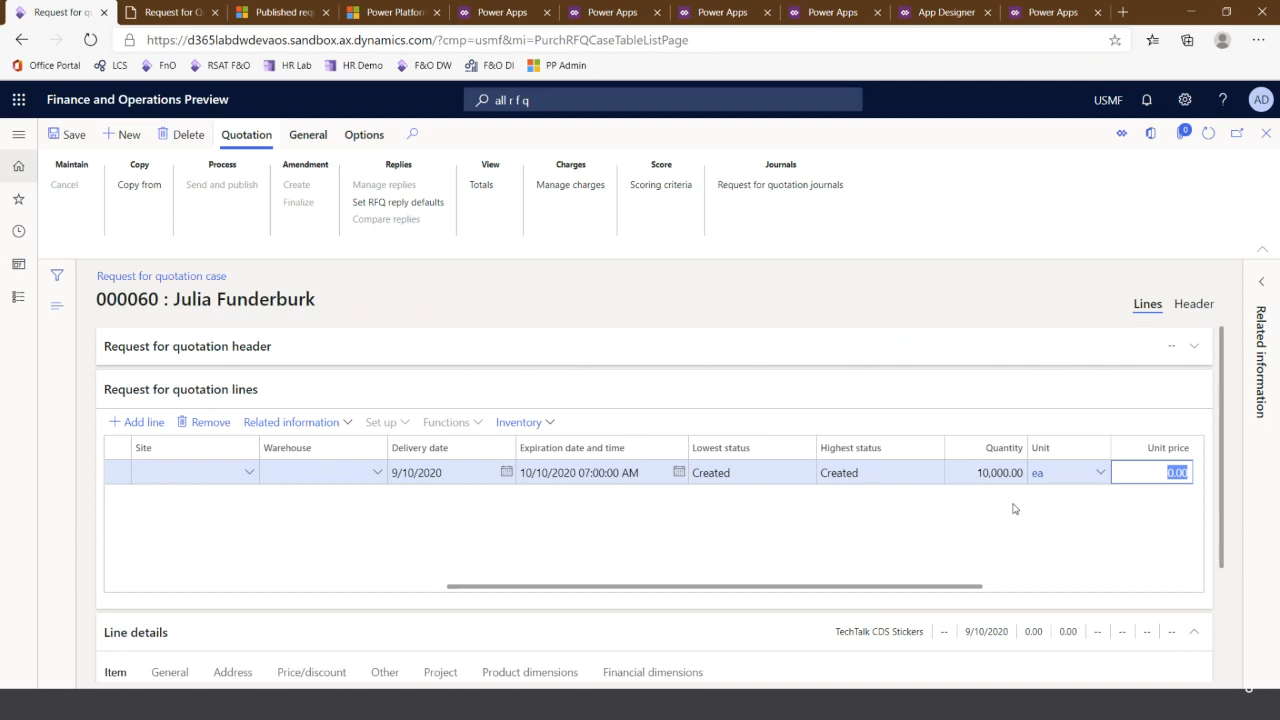 Request for q
Request for Qu
Published req
Power Platform
Power Apps
Power Apps
Power Apps
Power Apps
App Designer
Power Apps
https://d365labdwdevaos.sandbox.ax.dynamics.com/?cmp=usmf&mi=PurchRFQCaseTableListPage
Office Portal LCS FnO RSAT F&O HR Lab HR Demo F&O DW F&O DI PP Admin
Finance and Operations Preview
all r f q
USMF ? AD
Save New Delete Quotation General Options 0
Maintain Copy Process Amendment Replies View Charges Score Journals
Cancel Copy from Send and publish Create Manage replies Totals Manage charges Scoring criteria Request for quotation journals
Finalize Set RFQ reply defaults
Compare replies
Request for quotation case
000060 : Julia Funderburk
Lines Header
Related information
Request for quotation header --
Request for quotation lines
Add line Remove Related information Set up Functions Inventory
Site Warehouse Delivery date Expiration date and time Lowest status Highest status Quantity Unit Unit price
9/10/2020 10/10/2020 07:00:00 AM Created Created 10,000.00 ea 0.00
Line details TechTalk CDS Stickers -- 9/10/2020 0.00 0.00 -- -- -- --
Item General Address Price/discount Other Project Product dimensions Financial dimensions